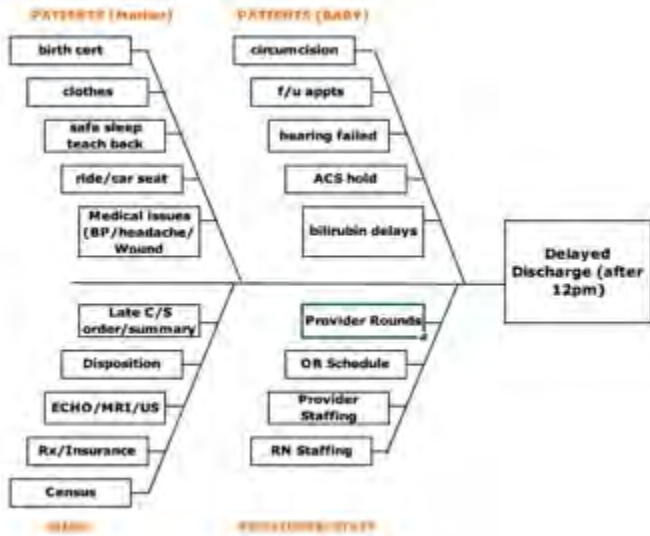 PATIENTS (Mother)
birth cert
clothes
safe sleep
teach back
ride/car seat
Medical issues
(BP/headache/
Wound
PATIENTS (BABY)
circumcision
f/u appts
hearing failed
ACS hold
bilirubin delays
Delayed
Discharge (after
12pm)
Late C/S
order/summary
Disposition
ECHO/MRI/US
Rx/Insurance
Census
Provider Rounds
OR Schedule
Provider
Staffing
RN Staffing